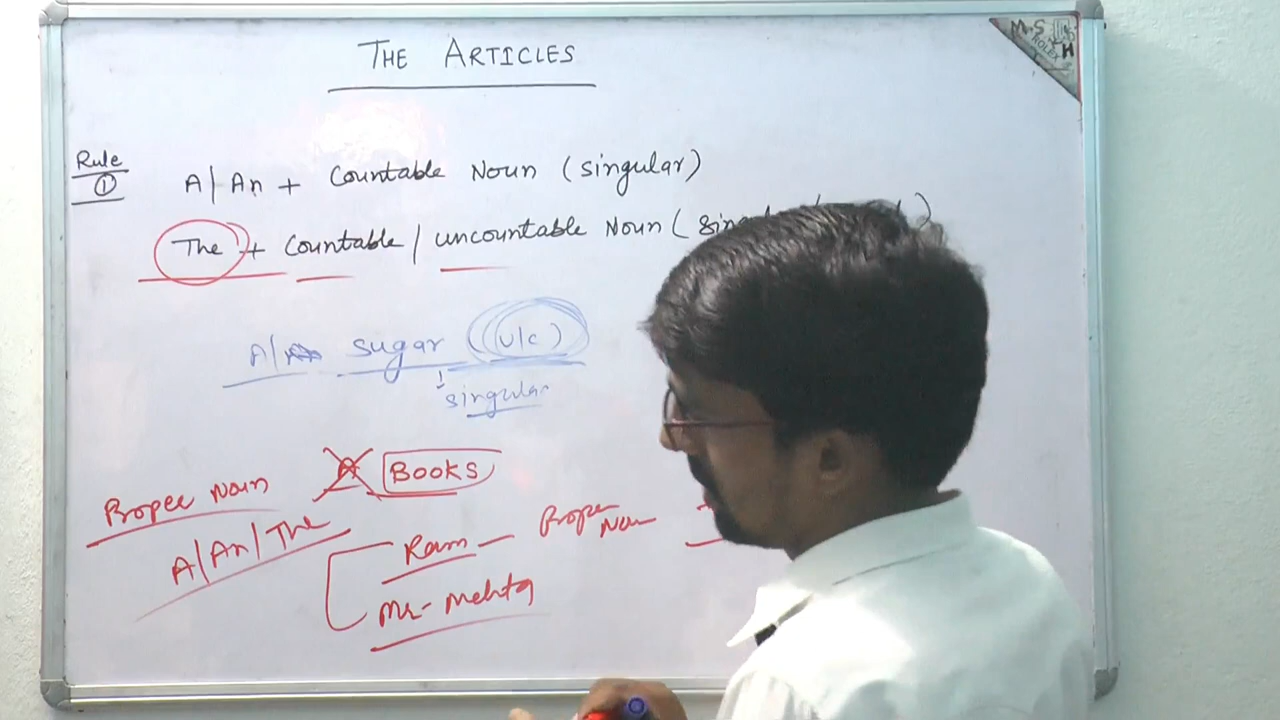 THE ARTICLES
Rule
①
A/An + Countable Noun (singular)
The + Countable / uncountable Noun (
A/ sugar (u/c)
singular
A Books
Proper Noun
A/An/The
Ram - Proper
Noun
Mr. Mehta
M.S
ROLEX